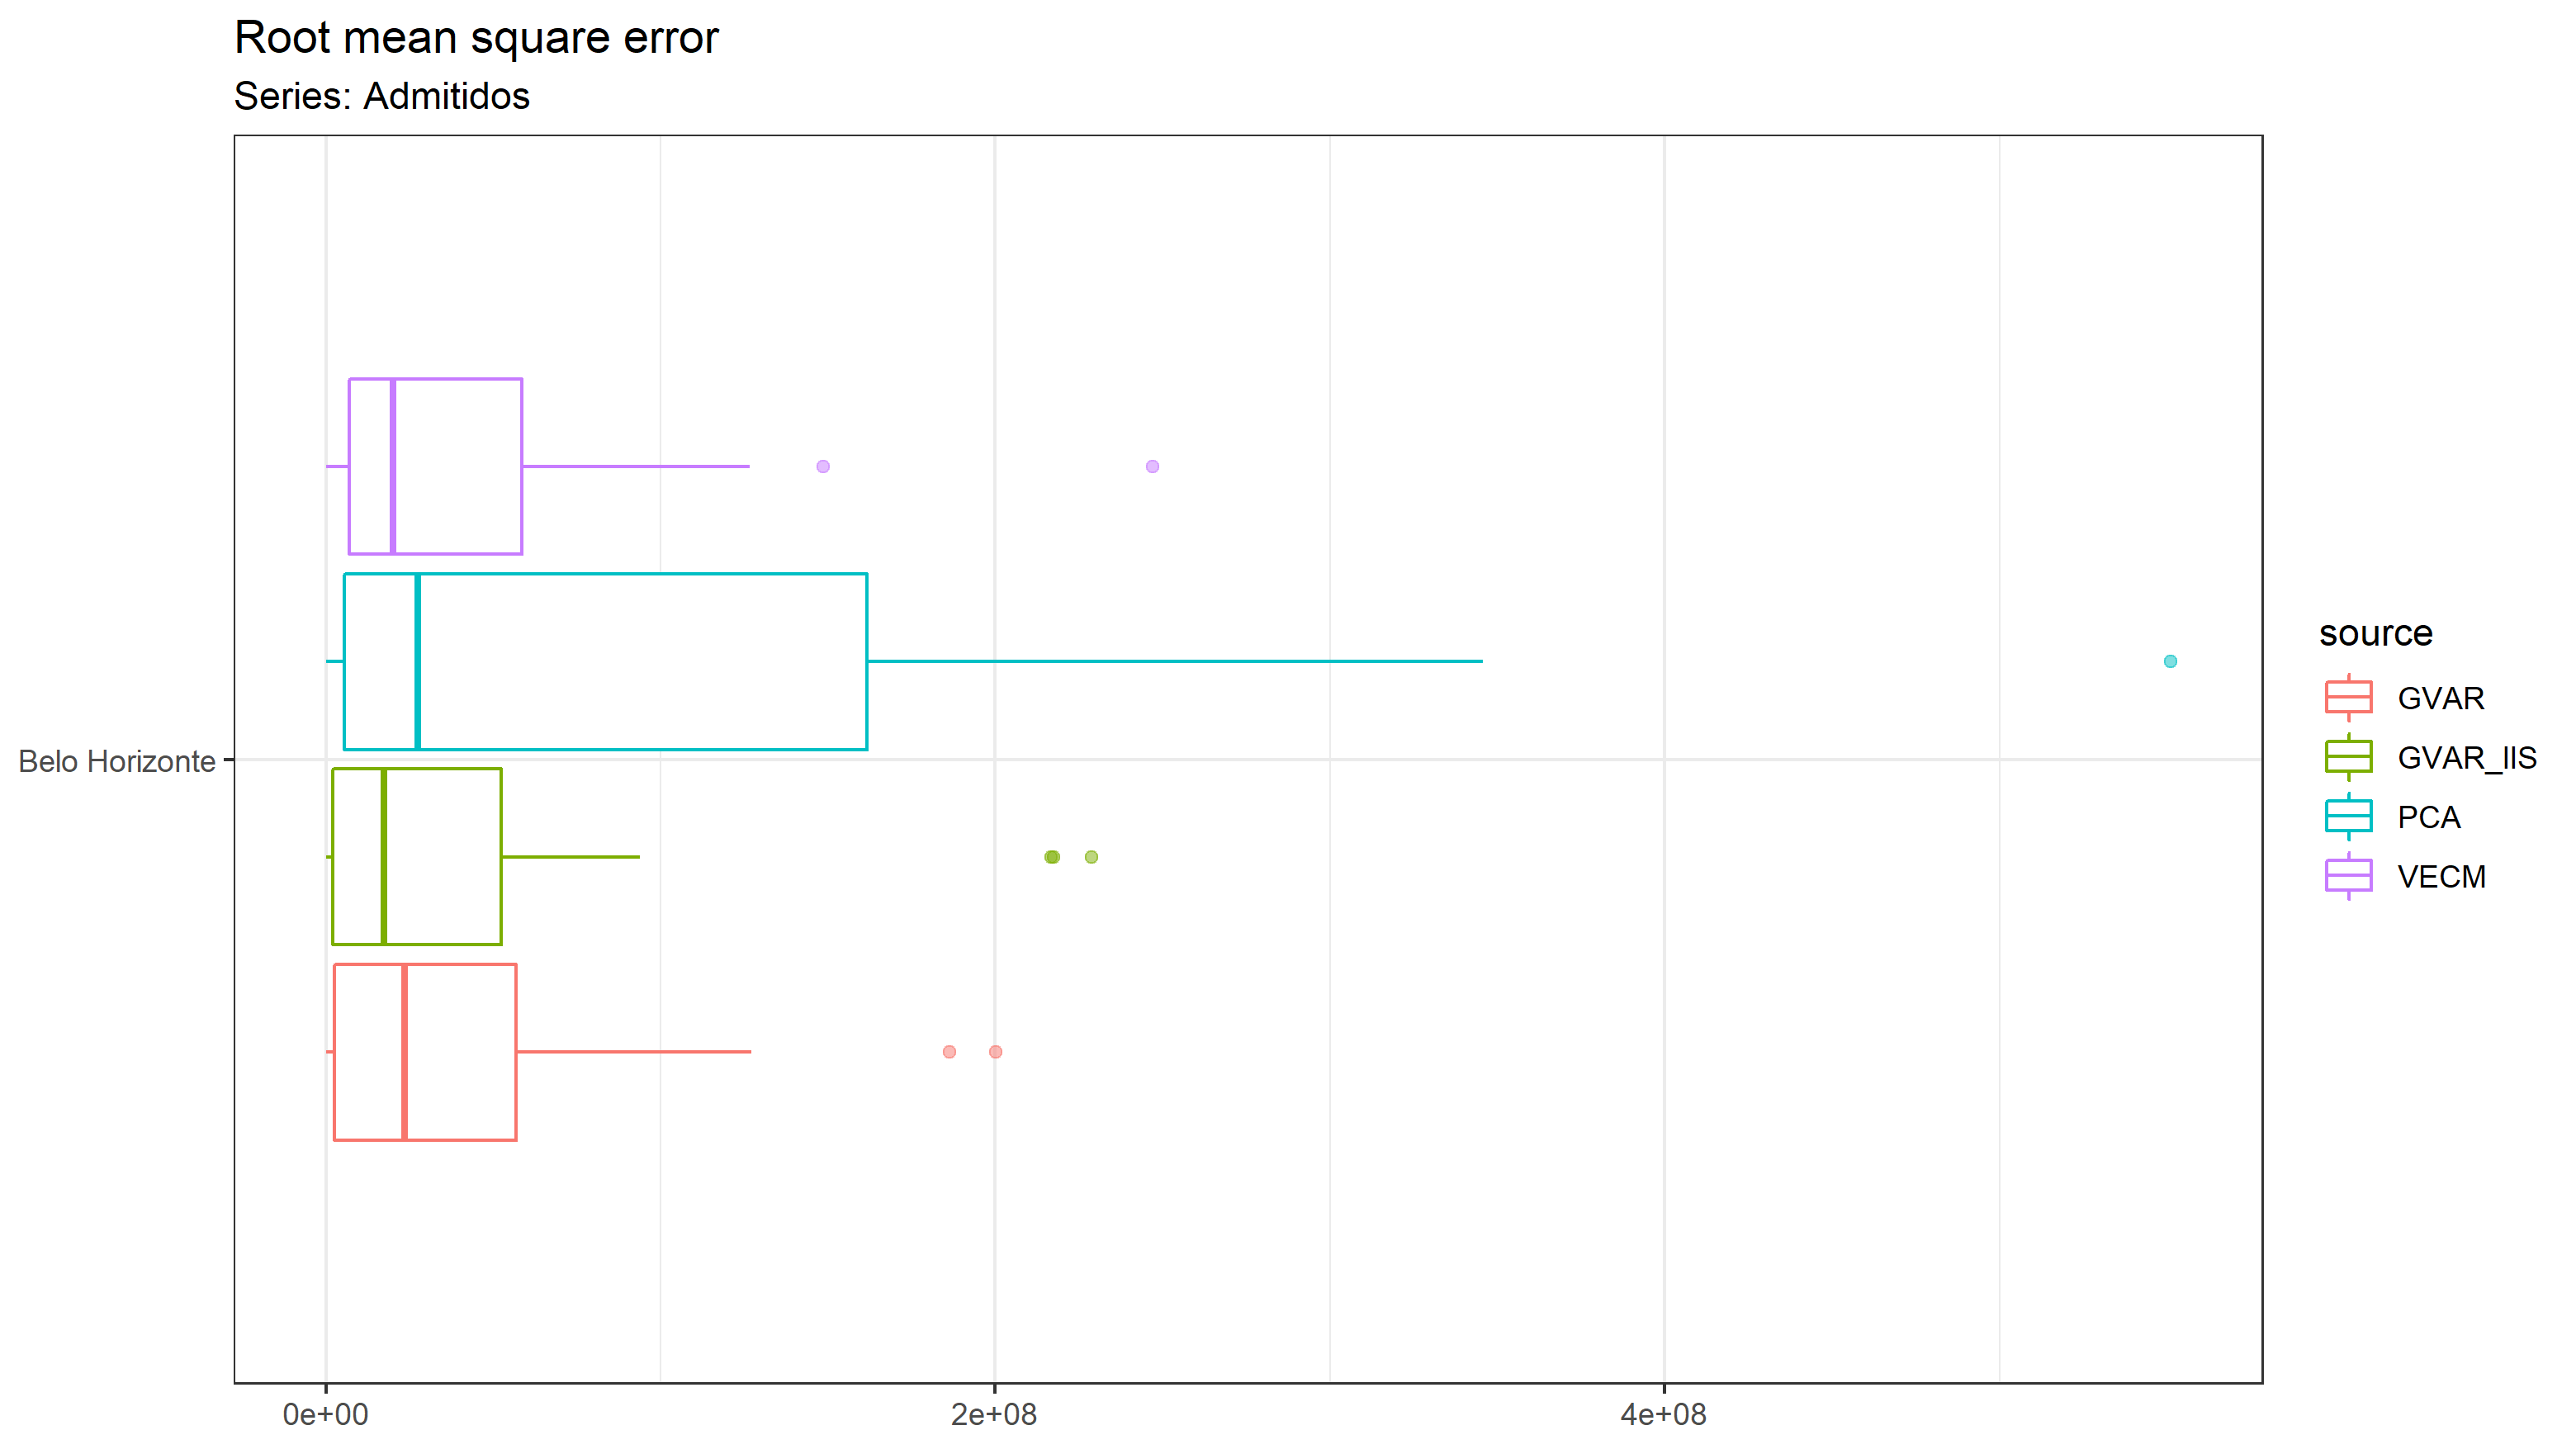 Root mean square error
Series: Admitidos
Belo Horizonte
0e+00
2e+08
4e+08
source
GVAR
GVAR_IIS
PCA
VECM